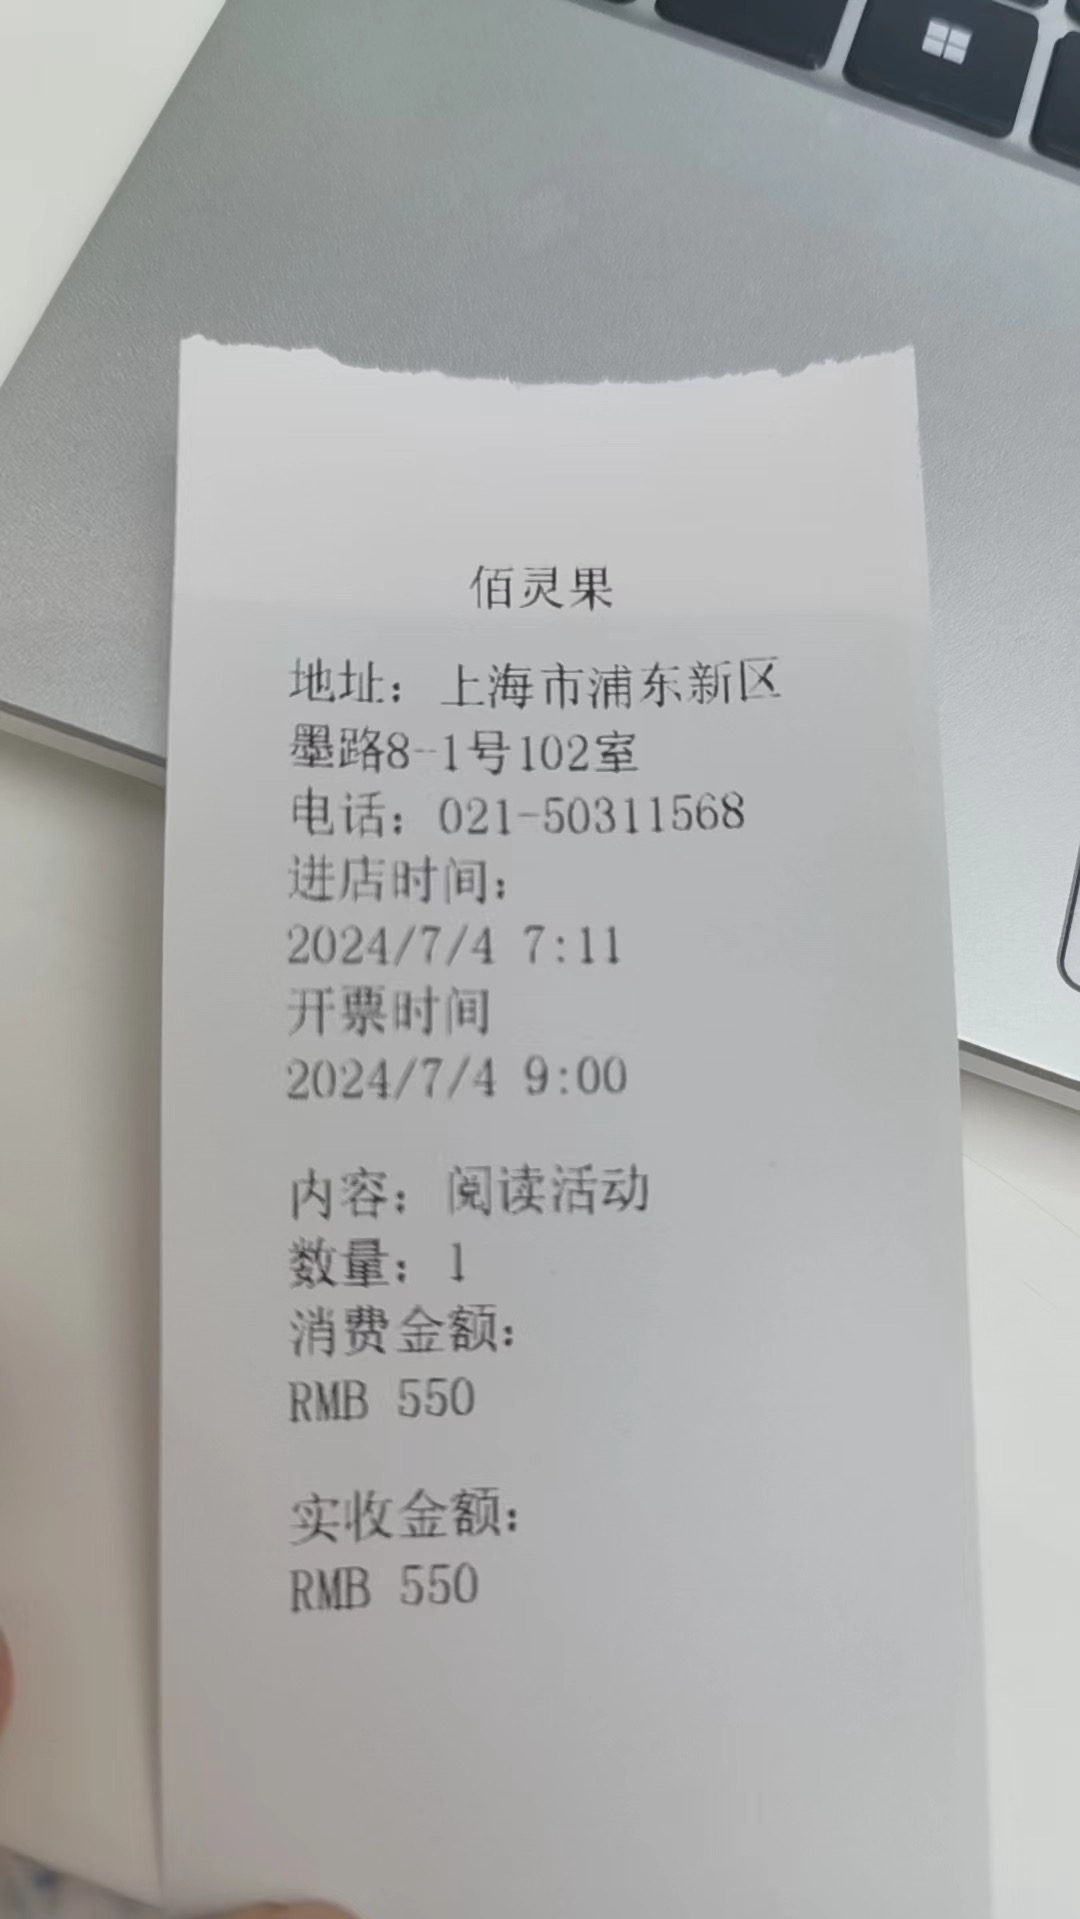 佰灵果
地址：上海市浦东新区
墨路8-1号102室
电话：021-50311568
进店时间：
2024/7/4 7:11
开票时间
2024/7/4 9:00
内容：阅读活动
数量：1
消费金额：
RMB 550
实收金额：
RMB 550